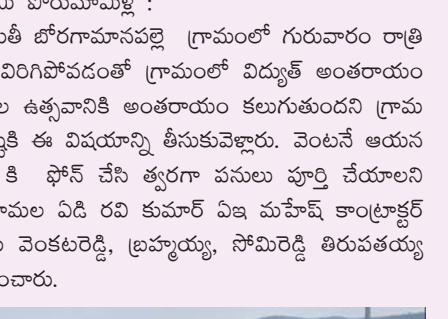 పోరుమామిళ్ల :
బోరగామానపల్లె గ్రామంలో గురువారం రాత్రి
విరిగిపోవడంతో గ్రామంలో విద్యుత్ అంతరాయం
ఉత్సవానికి అంతరాయం కలుగుతుందని గ్రామ
ఈ విషయాన్ని తీసుకువెళ్లారు. వెంటనే ఆయన
కి ఫోన్ చేసి త్వరగా పనులు పూర్తి చేయాలని
ఏడి రవి కుమార్ ఏఇ మహేష్ కాంట్రాక్టర్
వెంకటరెడ్డి, బ్రహ్మయ్య, సోమిరెడ్డి తిరుపతయ్య